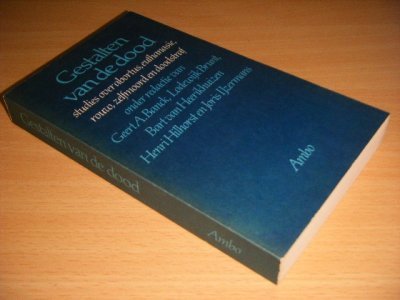 Gestalten
van de dood
studies over abortus, euthanasie,
rouw, zelfmoord en doodstraf
onder redactie van
Geert A. Banck, Lodewijk Brunt,
Bart van Heerikhuizen
Henri Hilhorst en Joris IJzermans
Ambo
Gestalten van de dood
Ambo